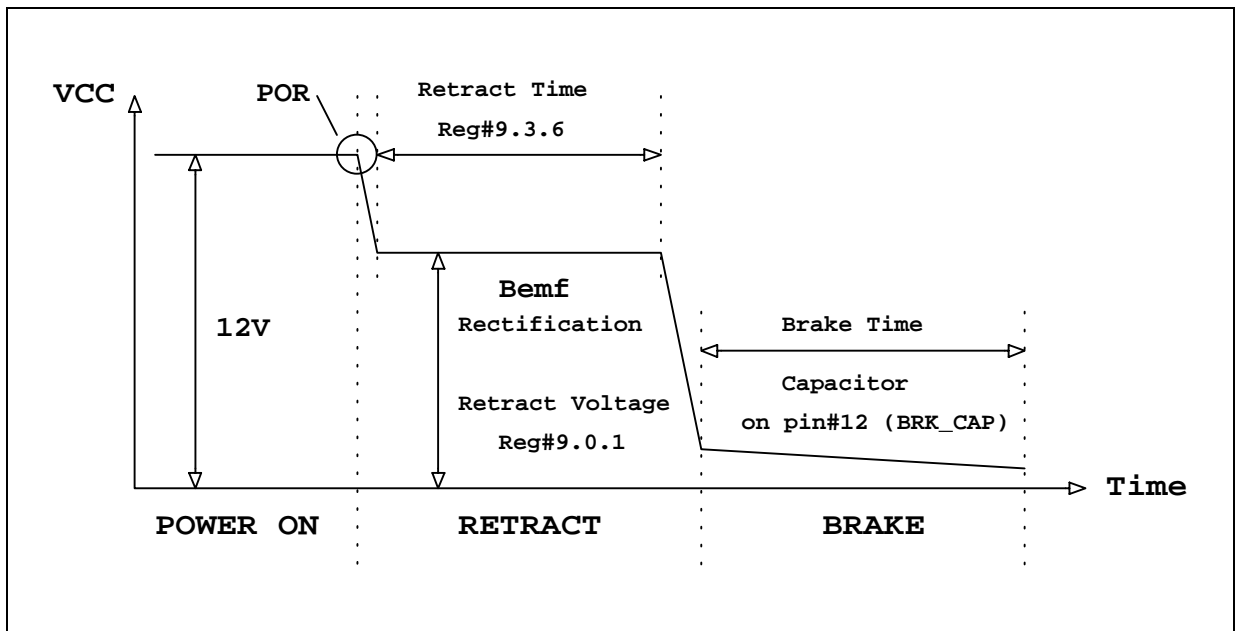 VCC
POR
Retract Time
Reg#9.3.6
12V
Bemf
Rectification
Retract Voltage
Reg#9.0.1
Brake Time
Capacitor
on pin#12 (BRK_CAP)
Time
POWER ON
RETRACT
BRAKE